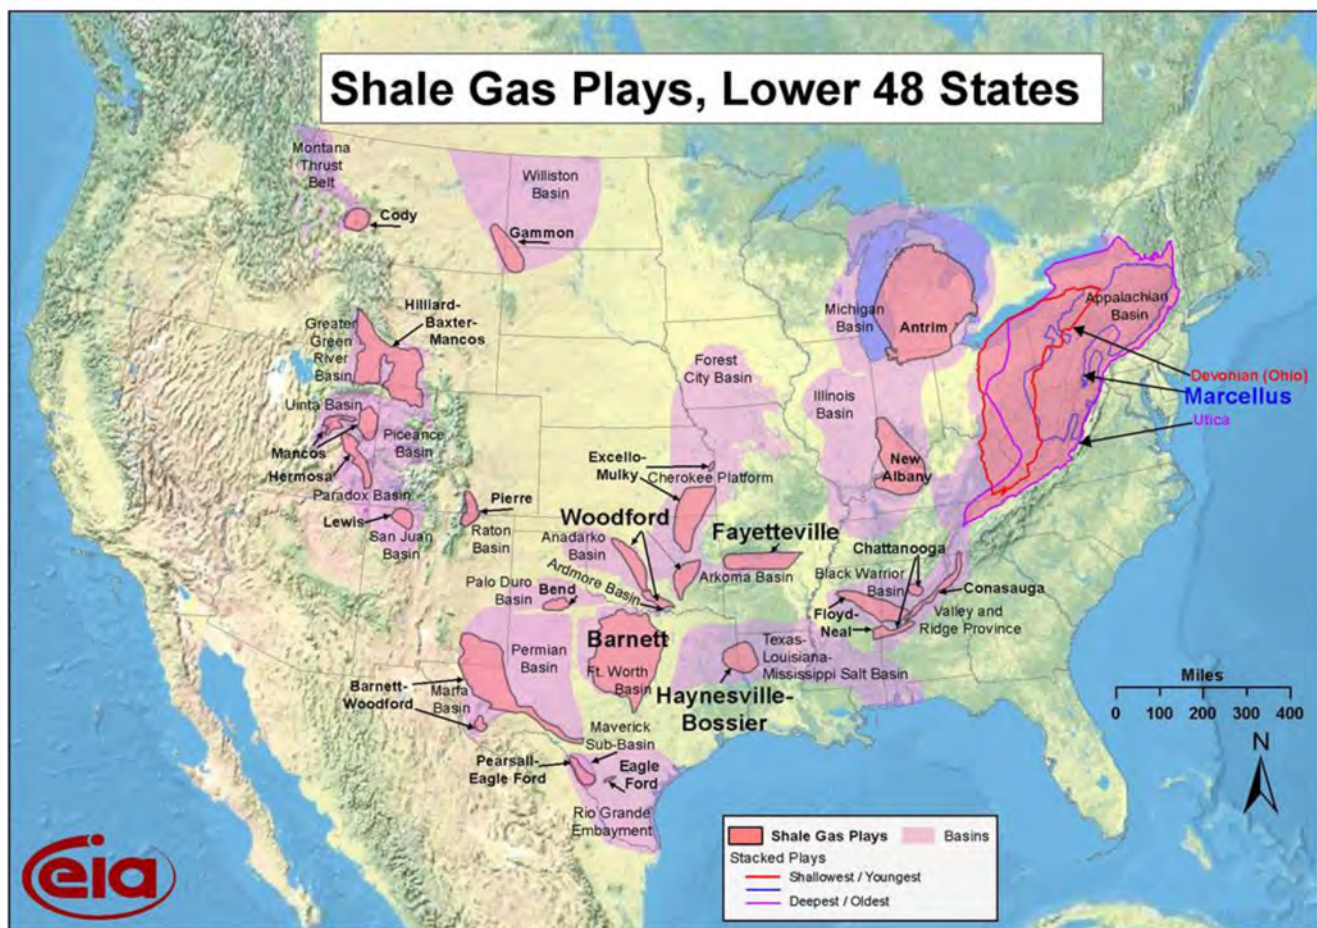 Shale Gas Plays, Lower 48 States
Montana
Thrust
Belt
Cody
Williston
Basin
Gammon
Hilliard-
Baxter-
Mancos
Greater
Green
River
Basin
Uinta Basin
Mancos
Piceance
Basin
Hermosa
Paradox Basin
Lewis
San Juan
Basin
Pierre
Raton
Basin
Michigan
Basin
Antrim
Forest
City Basin
Illinois
Basin
New
Albany
Excello-
Mulky
Cherokee Platform
Appalachian
Basin
Devonian (Ohio)
Marcellus
Utica
Woodford
Anadarko
Basin
Ardmore Basin
Fayetteville
Arkoma Basin
Chattanooga
Black Warrior
Basin
Conasauga
Floyd-
Neal
Valley and
Ridge Province
Palo Duro
Basin
Bend
Barnett
Ft. Worth
Basin
Permian
Basin
Barnett-
Woodford
Marfa
Basin
Texas-
Louisiana-
Mississippi Salt Basin
Haynesville-
Bossier
Maverick
Sub-Basin
Pearsall-
Eagle Ford
Eagle
Ford
Rio Grande
Embayment
Miles
0 100 200 300 400
N
Shale Gas Plays
Basins
Stacked Plays
Shallowest / Youngest
Deepest / Oldest
eia